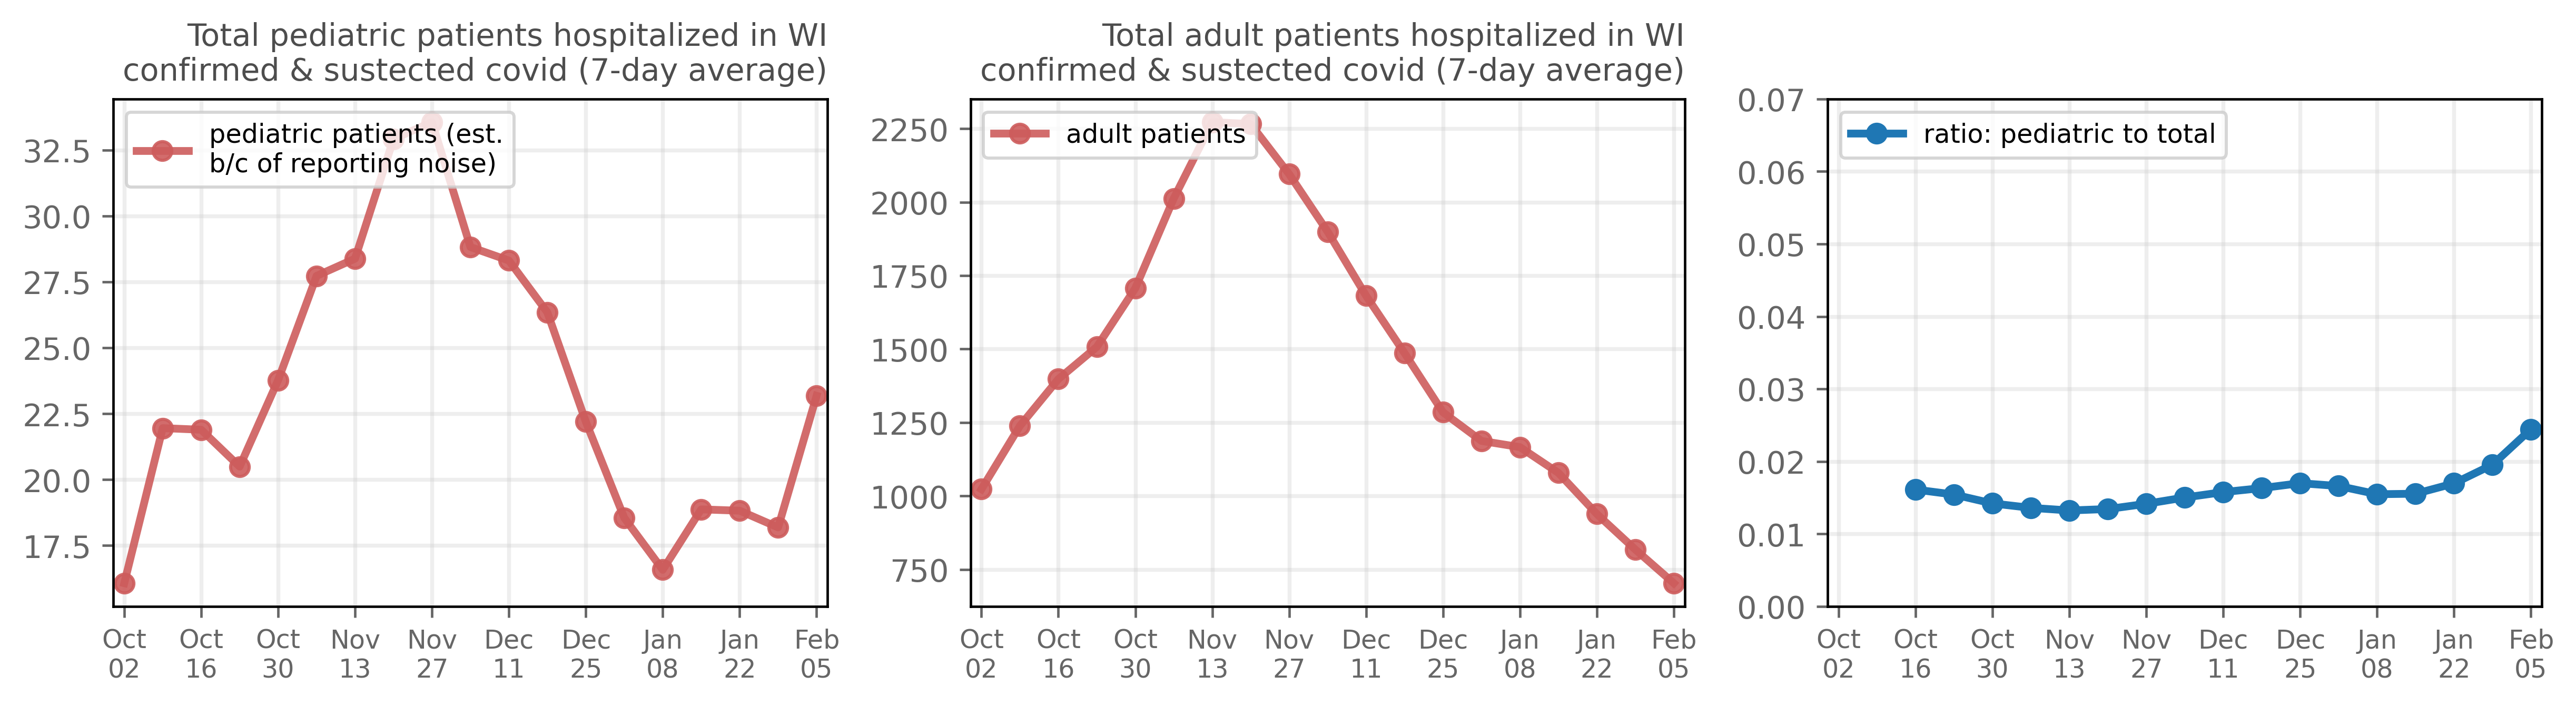 Total pediatric patients hospitalized in WI
confirmed & sustected covid (7-day average)
pediatric patients (est.
b/c of reporting noise)
32.5
30.0
27.5
25.0
22.5
20.0
17.5
Oct Oct Oct Nov Nov Dec Dec Jan Jan Feb
02 16 30 13 27 11 25 08 22 05
Total adult patients hospitalized in WI
confirmed & sustected covid (7-day average)
adult patients
2250
2000
1750
1500
1250
1000
750
Oct Oct Oct Nov Nov Dec Dec Jan Jan Feb
02 16 30 13 27 11 25 08 22 05
ratio: pediatric to total
0.07
0.06
0.05
0.04
0.03
0.02
0.01
0.00
Oct Oct Oct Nov Nov Dec Dec Jan Jan Feb
02 16 30 13 27 11 25 08 22 05